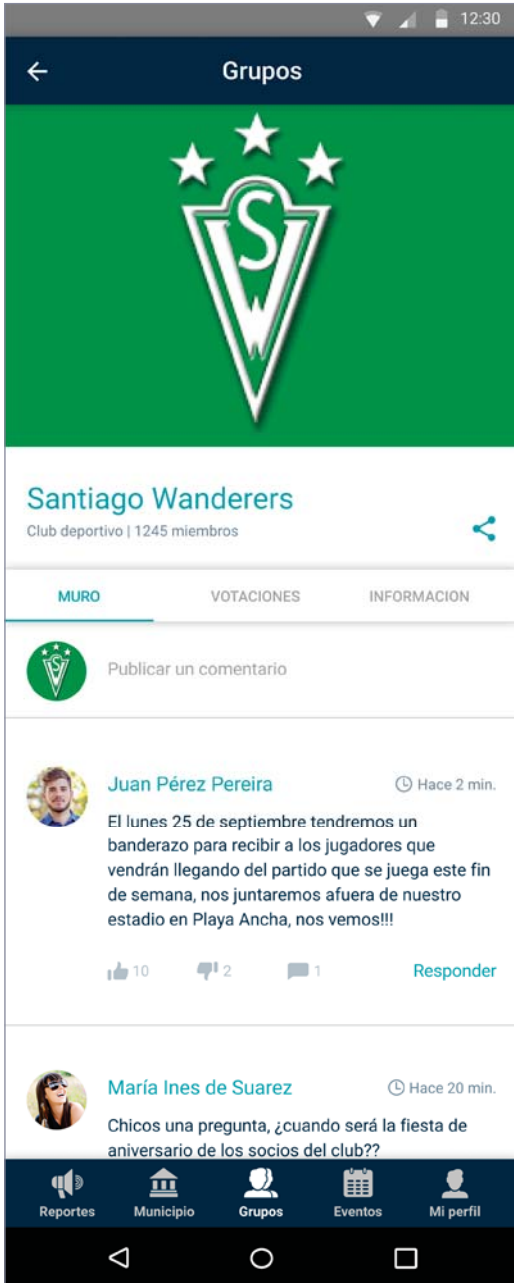 12:30
Grupos
S
W
Santiago Wanderers
Club deportivo | 1245 miembros
MURO VOTACIONES INFORMACION
Publicar un comentario
Juan Pérez Pereira Hace 2 min.
El lunes 25 de septiembre tendremos un
banderazo para recibir a los jugadores que
vendrán llegando del partido que se juega este fin
de semana, nos juntaremos afuera de nuestro
estadio en Playa Ancha, nos vemos!!!
10 2 1 Responder
María Ines de Suarez Hace 20 min.
Chicos una pregunta, ¿cuando será la fiesta de
aniversario de los socios del club??
Reportes Municipio Grupos Eventos Mi perfil